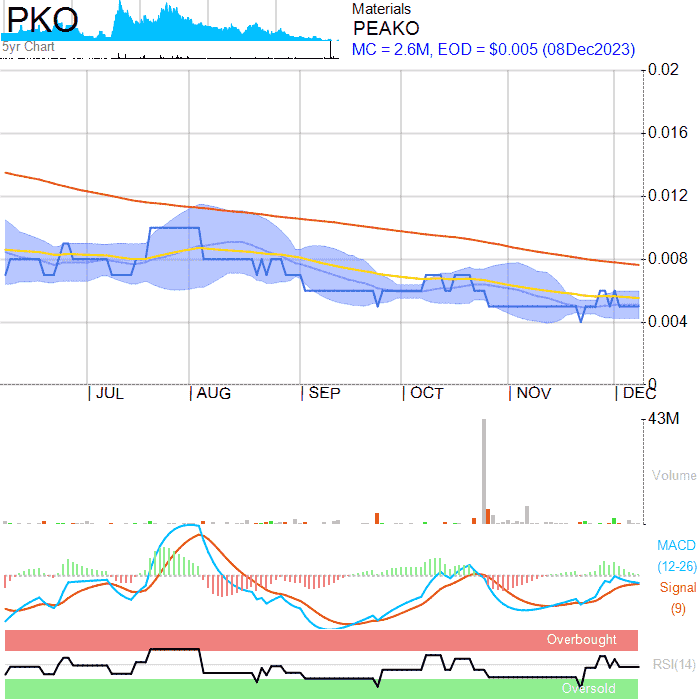 PKO
5yr Chart
Materials
PEAKO
MC = 2.6M, EOD = $0.005 (08Dec2023)
0.02
0.016
0.012
0.008
0.004
0
JUL
AUG
SEP
OCT
NOV
DEC
43M
Volume
MACD
(12-26)
Signal
(9)
Overbought
RSI(14)
Oversold